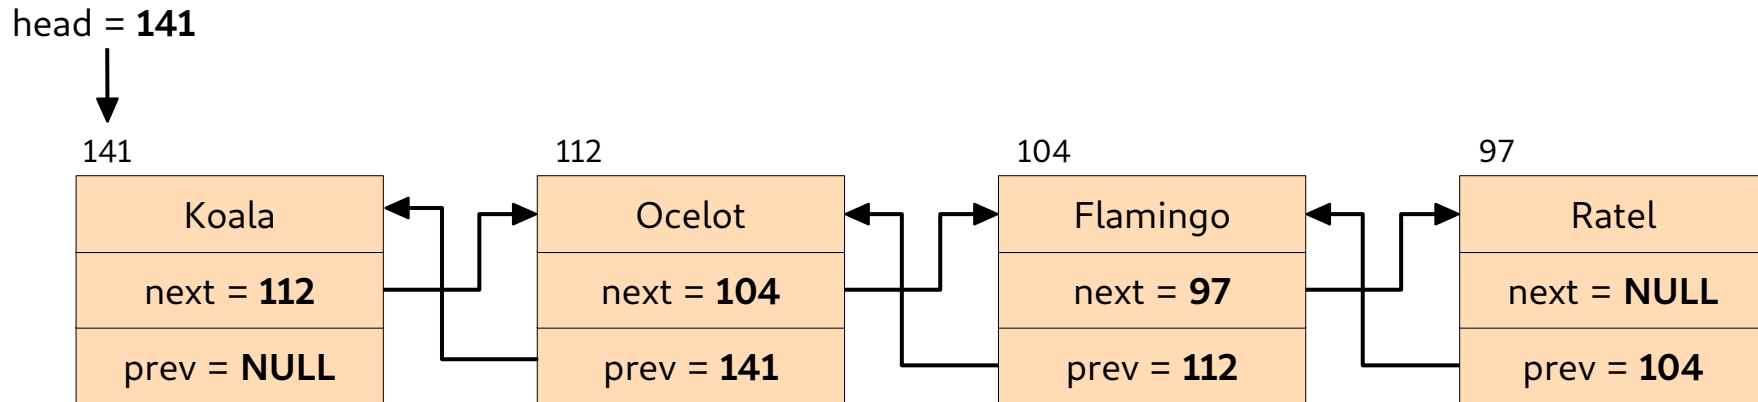 head = 141
141
112
104
97
Koala
Ocelot
Flamingo
Ratel
next = 112
next = 104
next = 97
next = NULL
prev = NULL
prev = 141
prev = 112
prev = 104